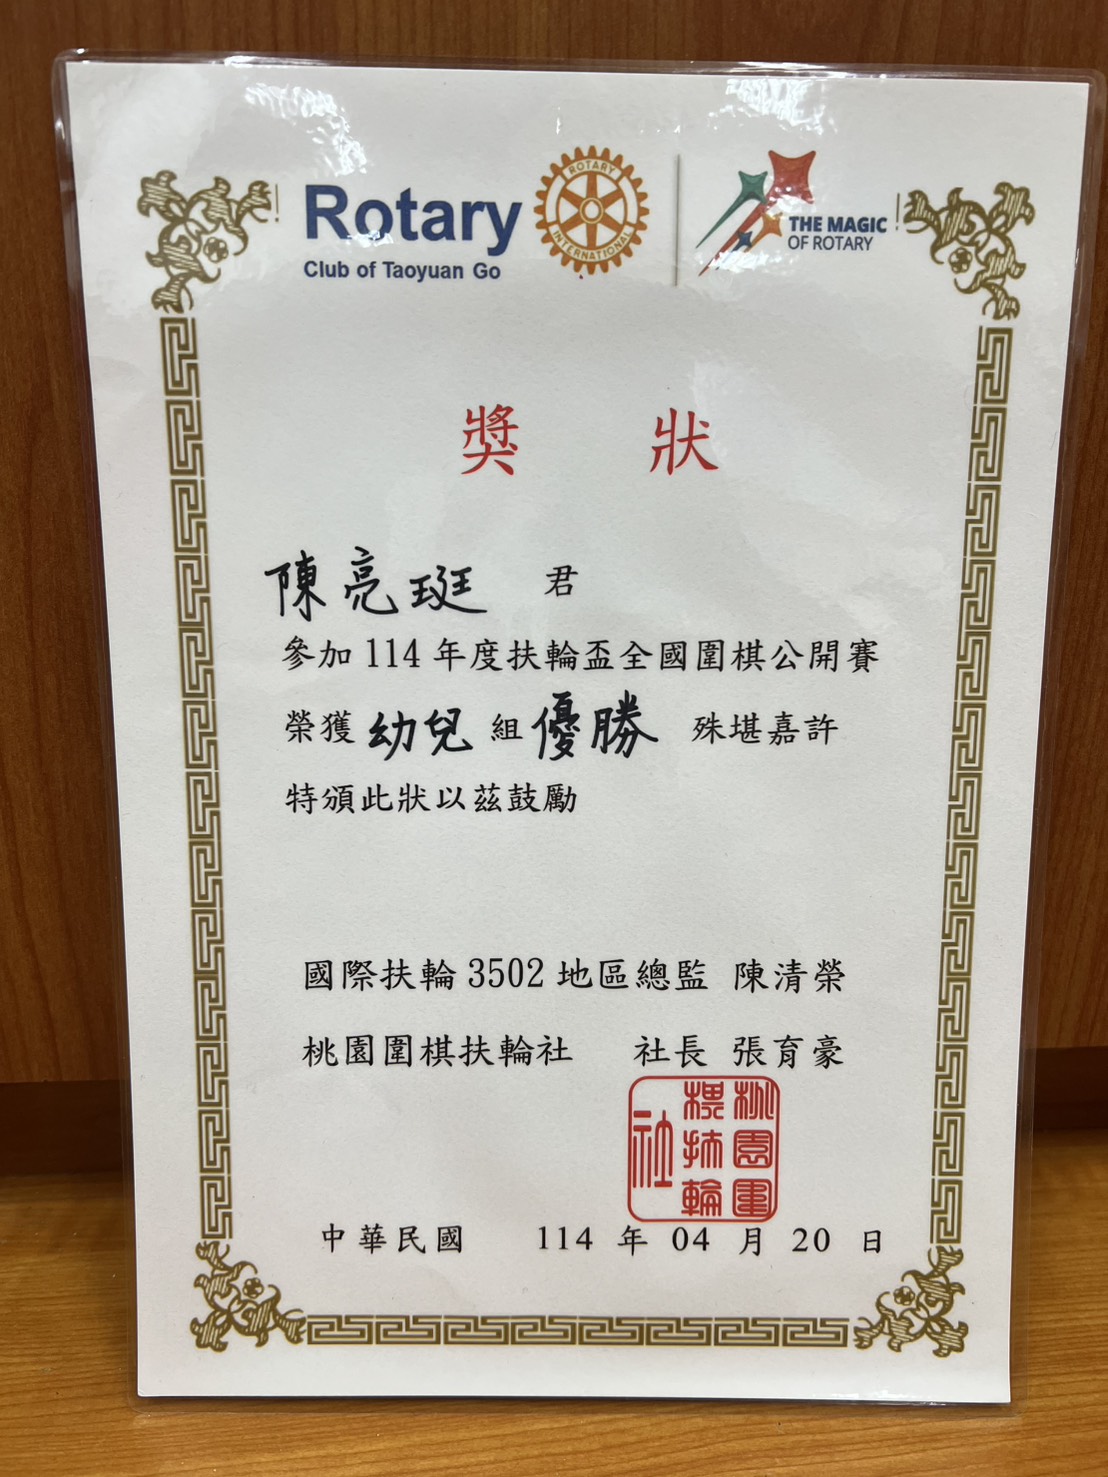 Rotary
Club of Taoyuan Go
ROTARY
INTERNATIONAL
THE MAGIC
OF ROTARY
獎 狀
陳亮珽 君
參加 114 年度扶輪盃全國圍棋公開賽
榮獲 幼兒 組 優勝 殊堪嘉許
特頒此狀以茲鼓勵
國際扶輪 3502 地區總監 陳清榮
桃園圍棋扶輪社 社長 張育豪
桃園圍
棋扶輪
社
中華民國 114 年 04 月 20 日